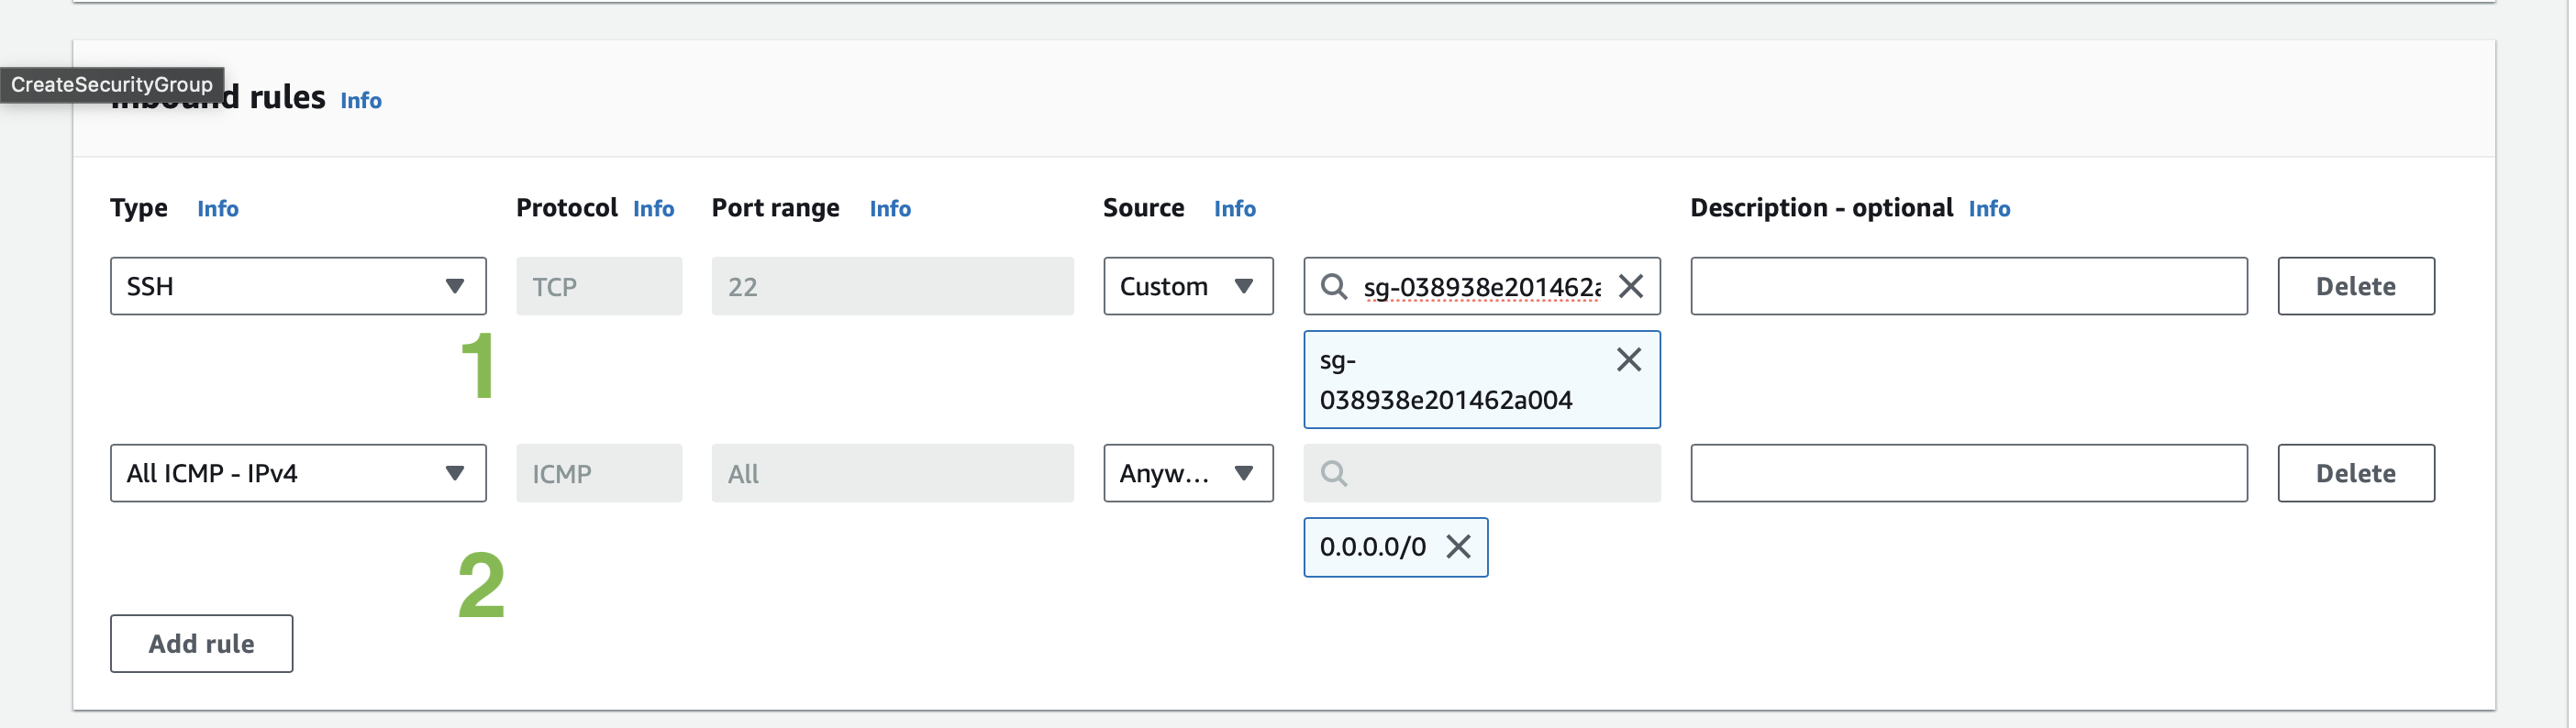 CreateSecurityGroup
Inbound rules Info
Type Info Protocol Info Port range Info Source Info Description - optional Info
SSH TCP 22 Custom sg-038938e201462a Delete
1 sg-
038938e201462a004
All ICMP - IPv4 ICMP All Anyw... Delete
0.0.0.0/0
2
Add rule